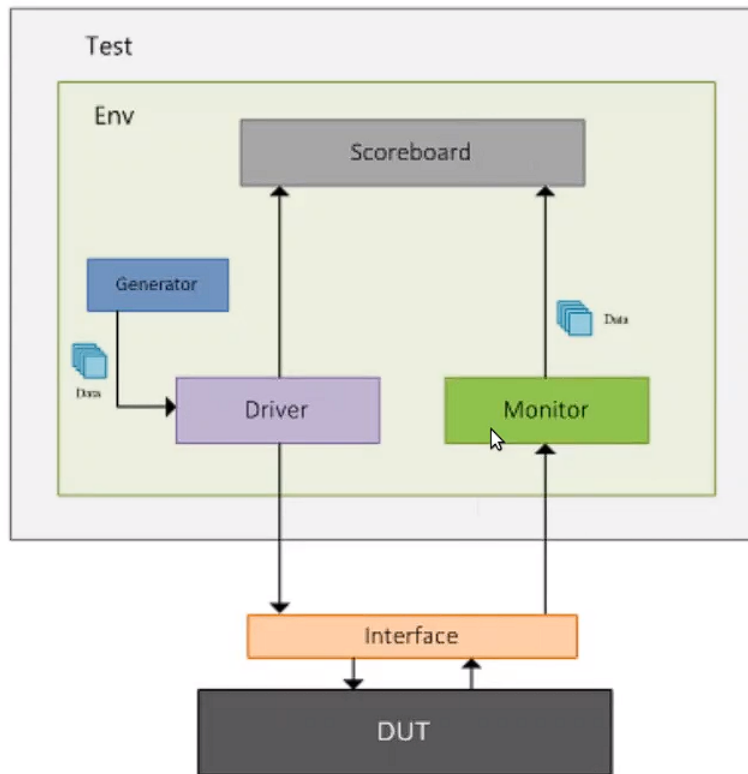 Test
Env
Scoreboard
Generator
Data
Data
Driver
Monitor
Interface
DUT